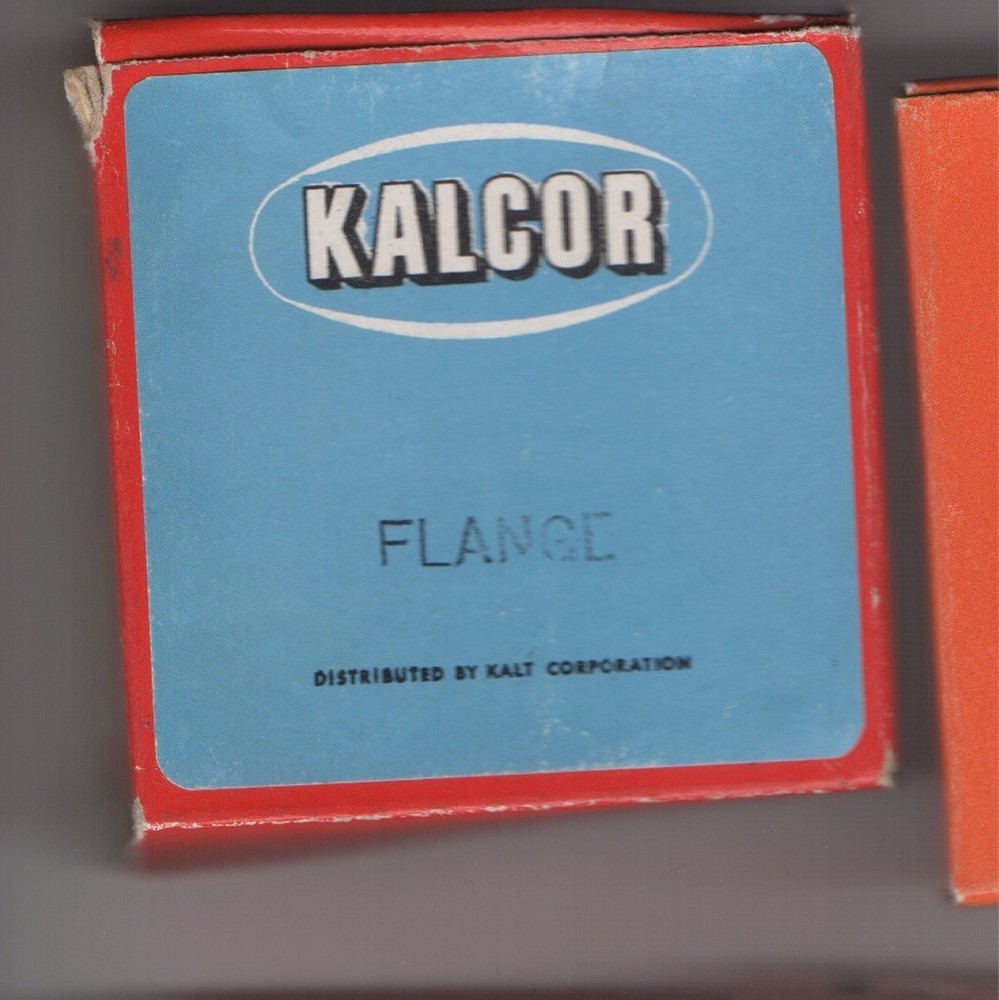 KALCOR
FLANGE
DISTRIBUTED BY KALT CORPORATION